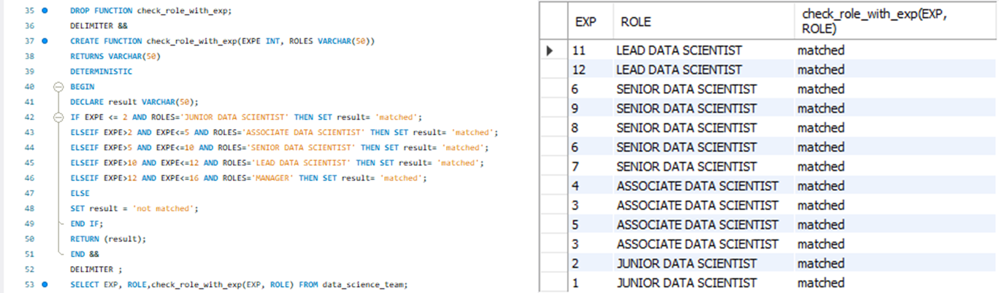 35 DROP FUNCTION check_role_with_exp;
36 DELIMITER &&
37 CREATE FUNCTION check_role_with_exp(EXPE INT, ROLES VARCHAR(50))
38 RETURNS VARCHAR(50)
39 DETERMINISTIC
40 BEGIN
41 DECLARE result VARCHAR(50);
42 IF EXPE <= 2 AND ROLES='JUNIOR DATA SCIENTIST' THEN SET result= 'matched';
43 ELSEIF EXPE>2 AND EXPE<=5 AND ROLES='ASSOCIATE DATA SCIENTIST' THEN SET result= 'matched';
44 ELSEIF EXPE>5 AND EXPE<=10 AND ROLES='SENIOR DATA SCIENTIST' THEN SET result= 'matched';
45 ELSEIF EXPE>10 AND EXPE<=12 AND ROLES='LEAD DATA SCIENTIST' THEN SET result= 'matched';
46 ELSEIF EXPE>12 AND EXPE<=16 AND ROLES='MANAGER' THEN SET result= 'matched';
47 ELSE
48 SET result = 'not matched';
49 END IF;
50 RETURN (result);
51 END &&
52 DELIMITER ;
53 SELECT EXP, ROLE,check_role_with_exp(EXP, ROLE) FROM data_science_team;
EXP ROLE check_role_with_exp(EXP,
ROLE)
11 LEAD DATA SCIENTIST matched
12 LEAD DATA SCIENTIST matched
6 SENIOR DATA SCIENTIST matched
9 SENIOR DATA SCIENTIST matched
8 SENIOR DATA SCIENTIST matched
6 SENIOR DATA SCIENTIST matched
7 SENIOR DATA SCIENTIST matched
4 ASSOCIATE DATA SCIENTIST matched
3 ASSOCIATE DATA SCIENTIST matched
5 ASSOCIATE DATA SCIENTIST matched
3 ASSOCIATE DATA SCIENTIST matched
2 JUNIOR DATA SCIENTIST matched
1 JUNIOR DATA SCIENTIST matched